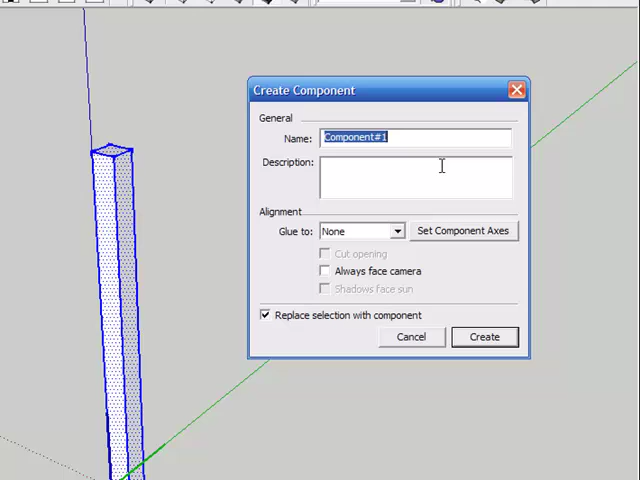 Create Component
General
Name: Component#1
Description:
Alignment
Glue to: None Set Component Axes
Cut opening
Always face camera
Shadows face sun
Replace selection with component
Cancel Create